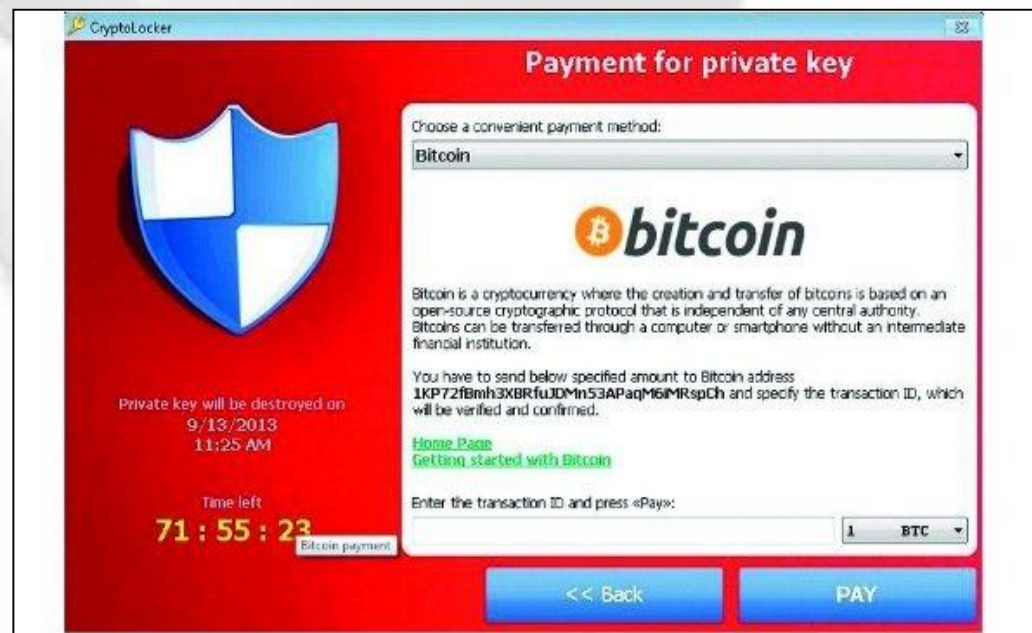 CryptoLocker
Payment for private key
Choose a convenient payment method:
Bitcoin
bitcoin
Bitcoin is a cryptocurrency where the creation and transfer of bitcoins is based on an
open-source cryptographic protocol that is independent of any central authority.
Bitcoins can be transferred through a computer or smartphone without an intermediate
financial institution.
You have to send below specified amount to Bitcoin address
and specify the transaction ID, which
will be verified and confirmed.
Home Page
Getting started with Bitcoin
Private key will be destroyed on
9/13/2013
11:25 AM
Time left
71 : 55 : 23
Bitcoin payment
Enter the transaction ID and press «Pay»:
1 BTC
<< Back
PAY